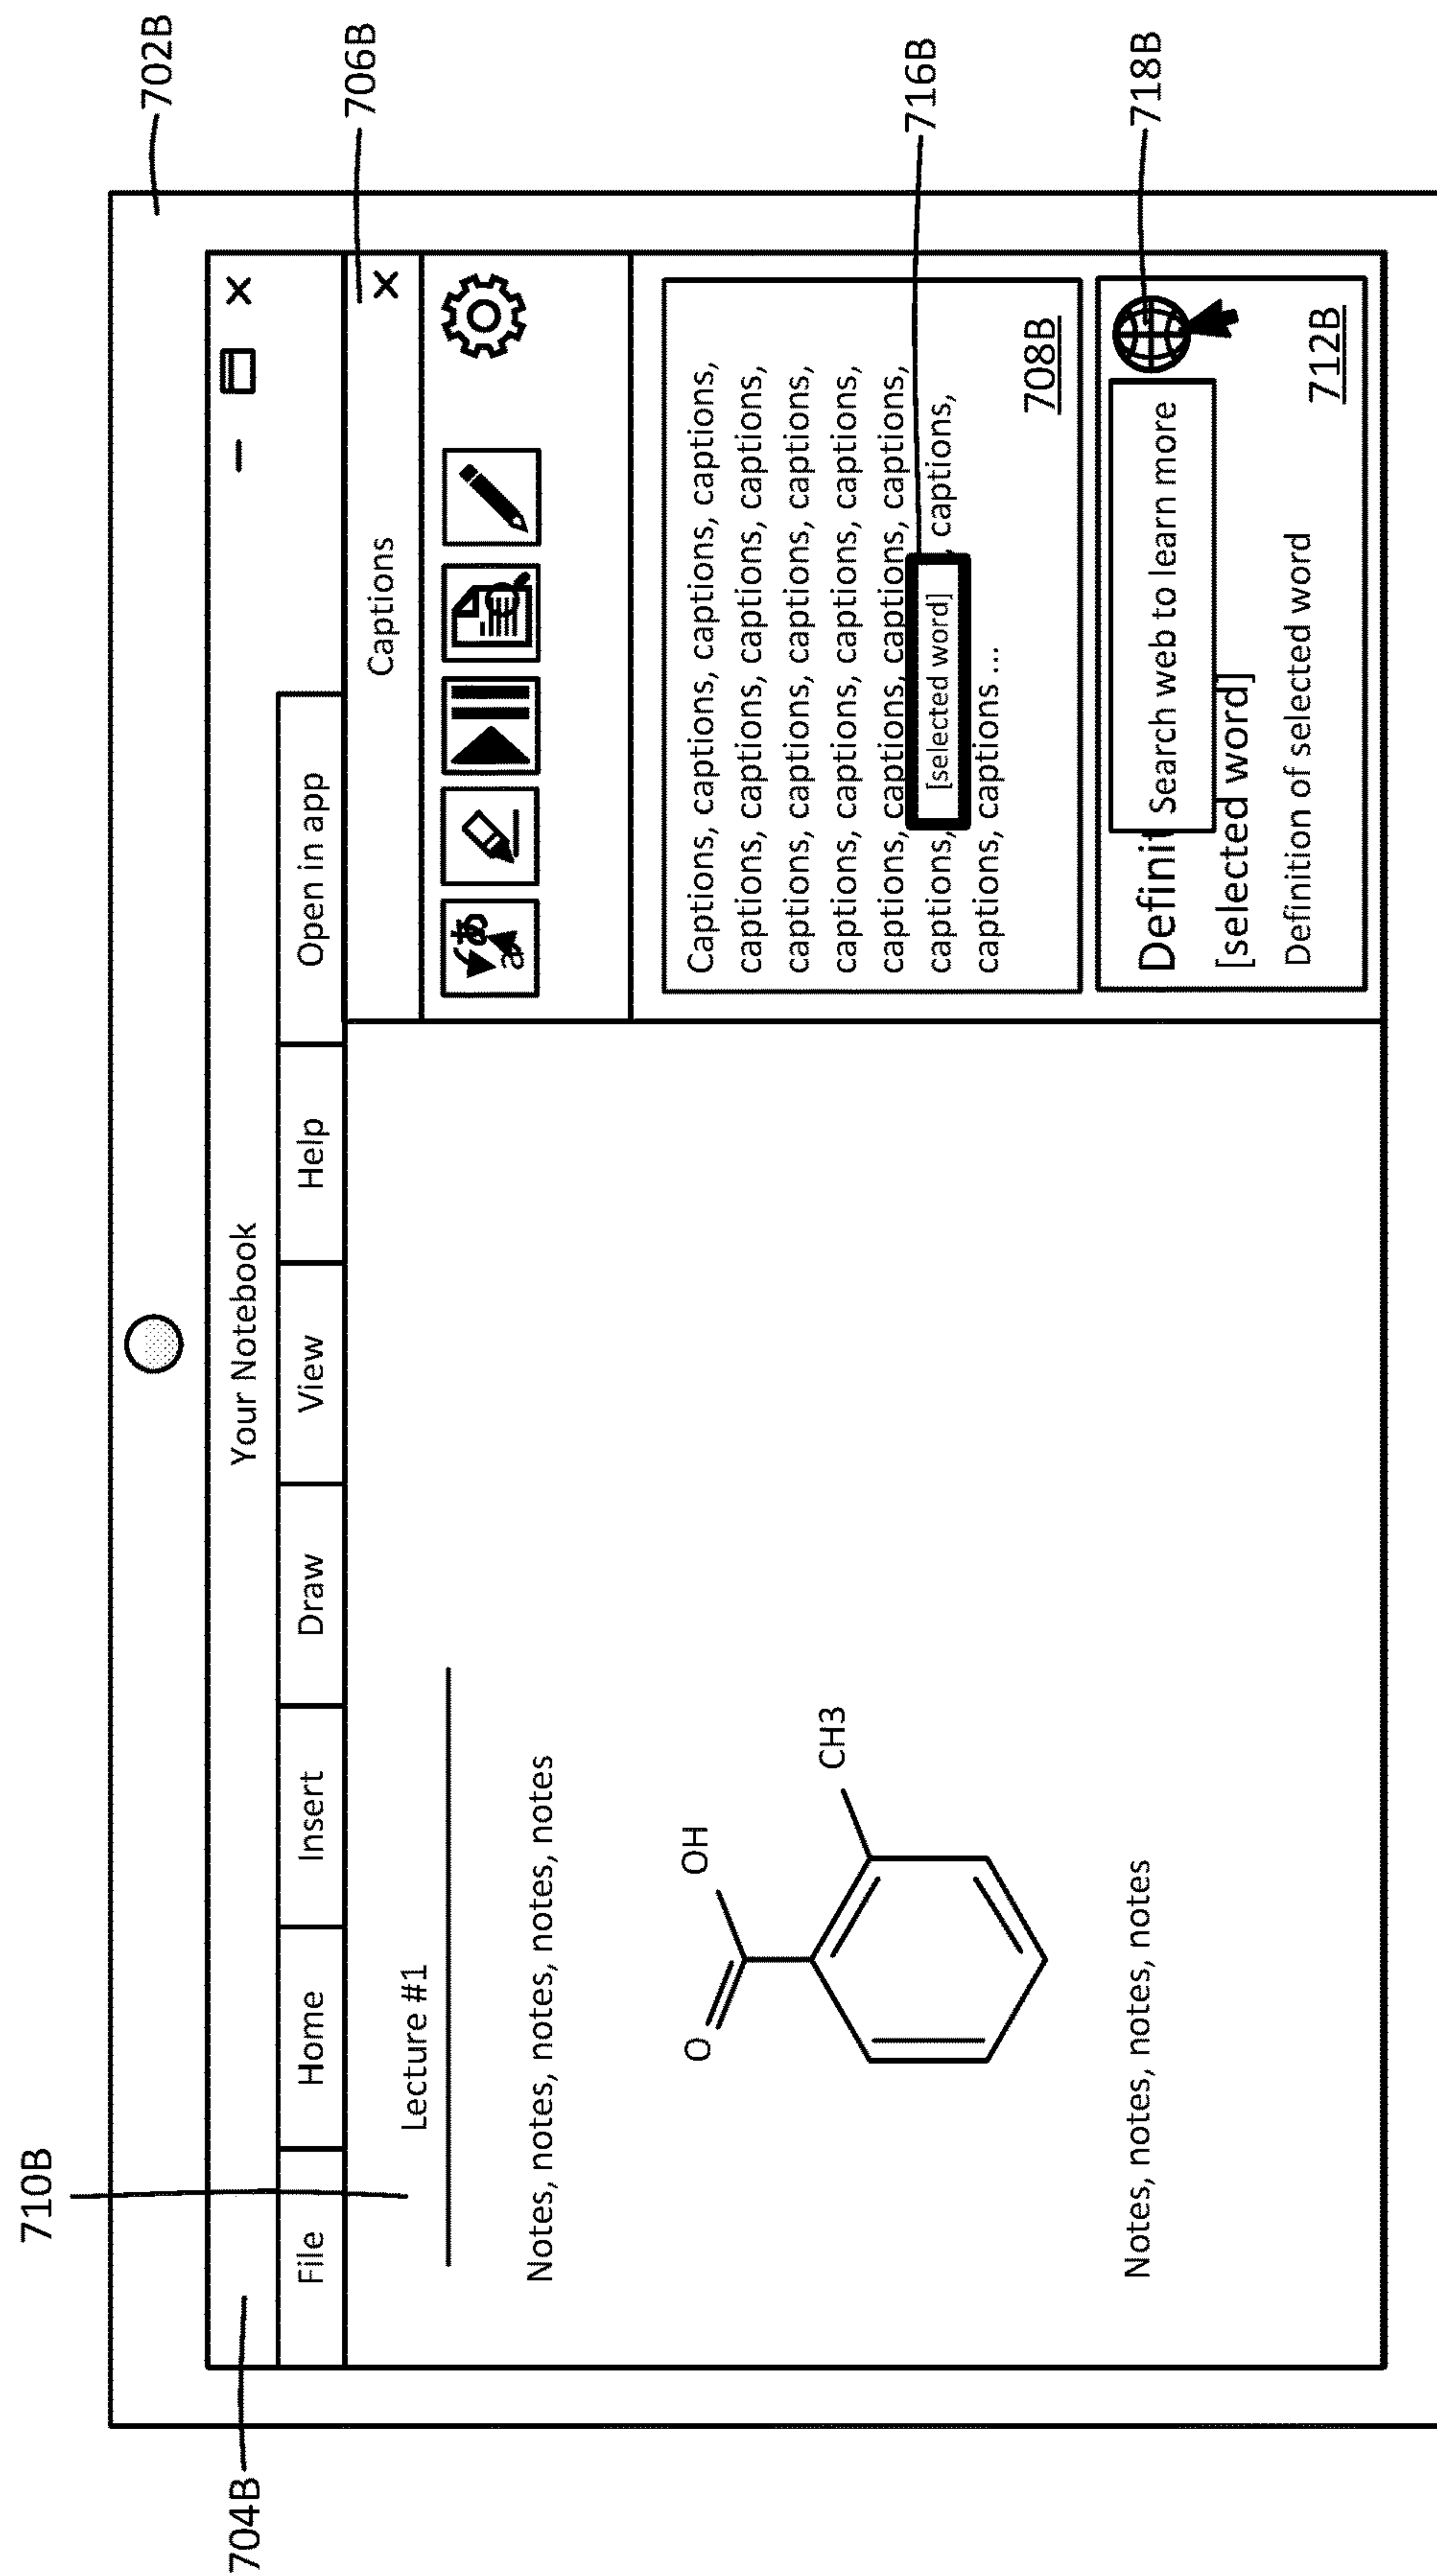 702B
704B
Your Notebook
File Home Insert Draw View Help Open in app
710B
706B
Lecture #1
Notes, notes, notes, notes, notes
O
OH
CH3
Notes, notes, notes, notes
Captions
あ
a
Captions, captions, captions, captions,
captions, captions, captions, captions,
captions, captions, captions, captions,
captions, captions, captions, captions,
captions, captions, captions, captions,
captions, [selected word], captions,
captions, captions ...
716B
708B
Definit
Search web to learn more
718B
[selected word]
Definition of selected word
712B